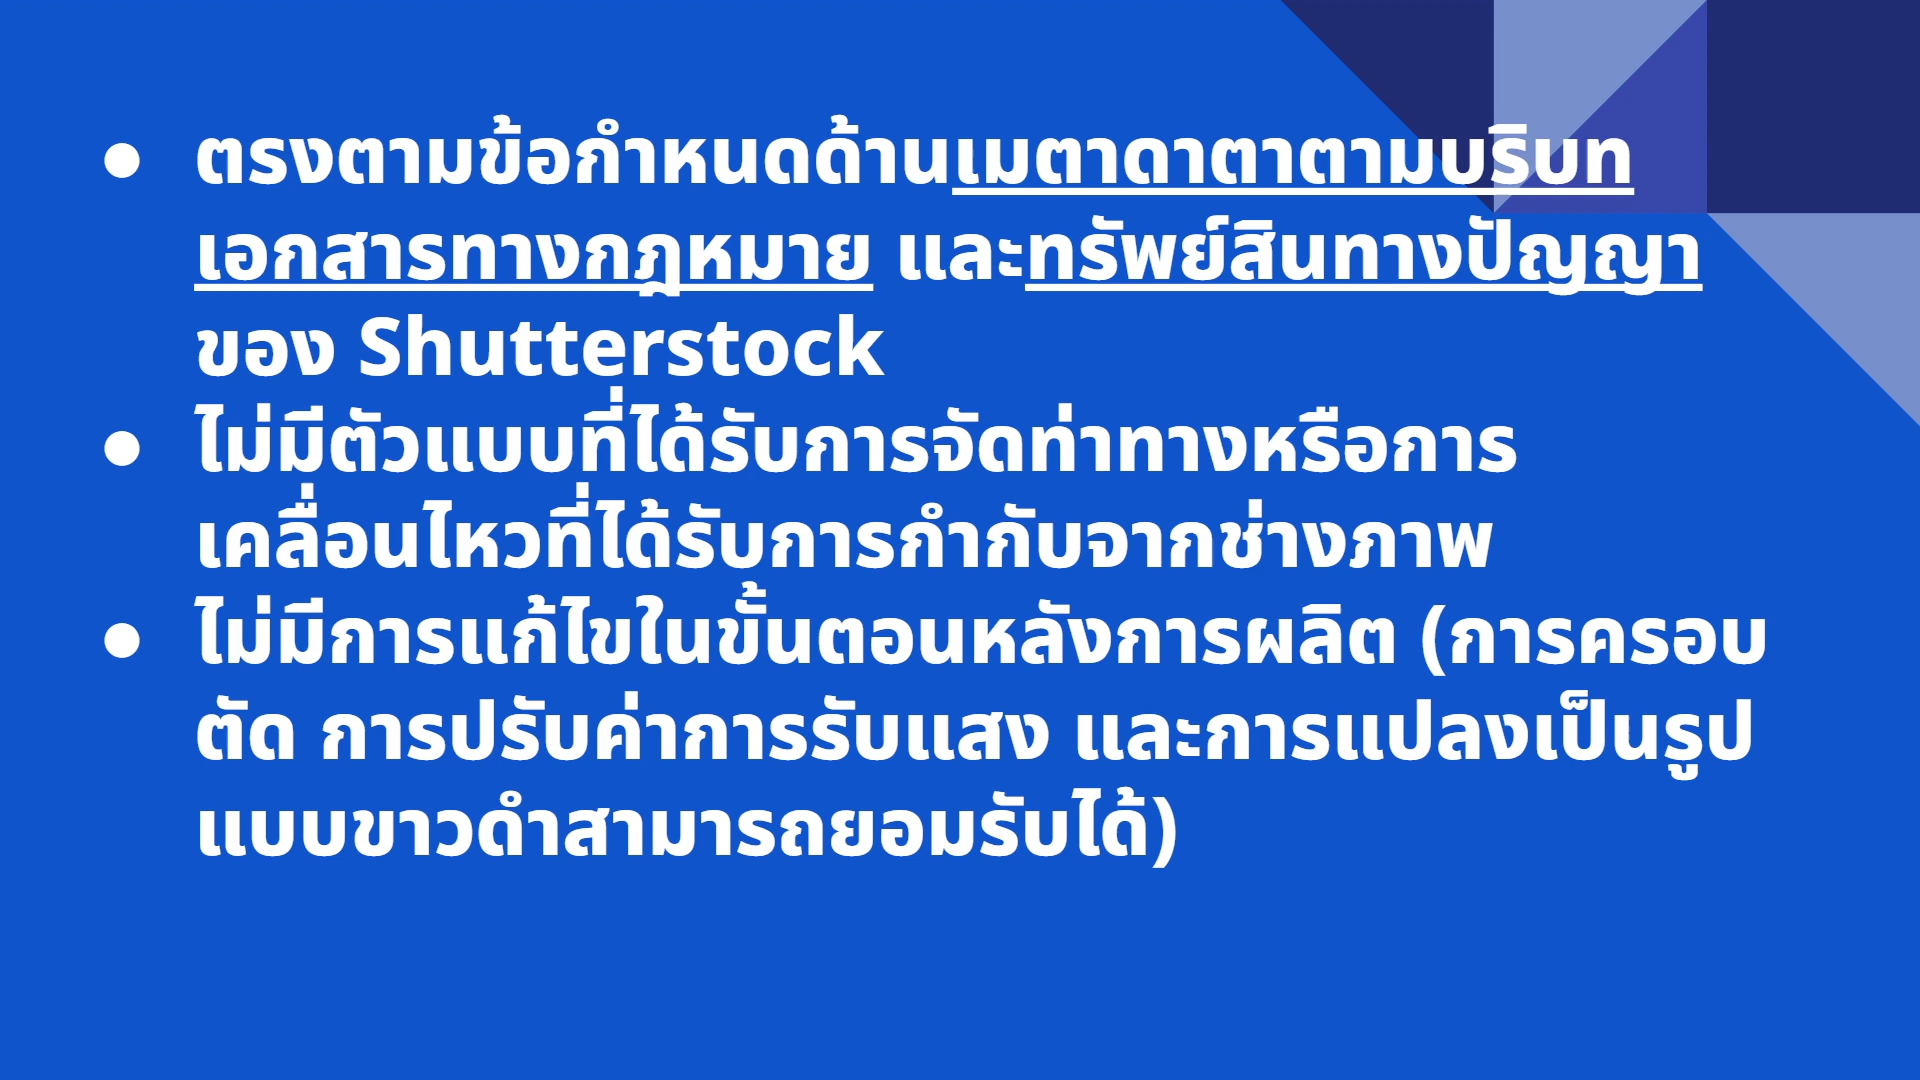 ● ตรงตามข้อกำหนดด้านเมตาดาตาตามบริบท
เอกสารทางกฎหมาย และทรัพย์สินทางปัญญา
ของ Shutterstock
● ไม่มีตัวแบบที่ได้รับการจัดท่าทางหรือการ
เคลื่อนไหวที่ได้รับการกำกับจากช่างภาพ
● ไม่มีการแก้ไขในขั้นตอนหลังการผลิต (การครอบ
ตัด การปรับค่าการรับแสง และการแปลงเป็นรูป
แบบขาวดำสามารถยอมรับได้)